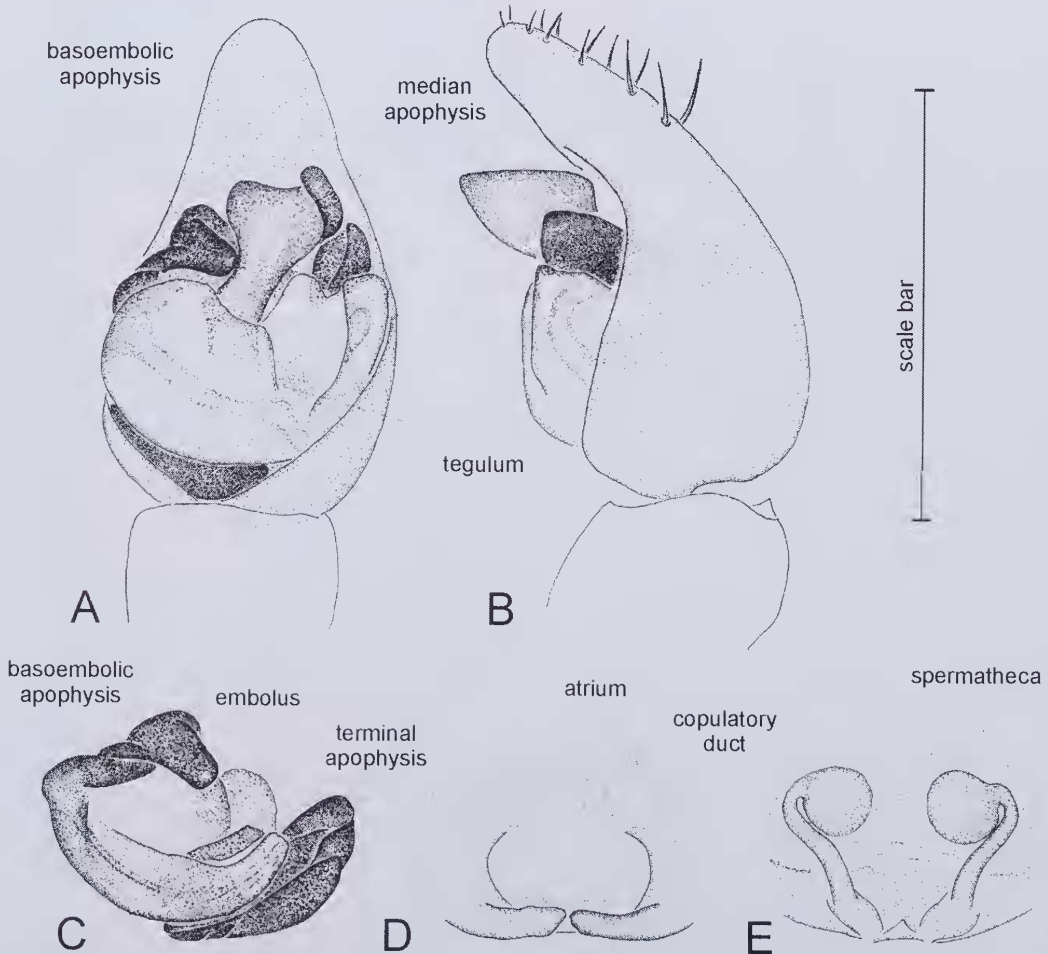 basoembolic
apophysis
median
apophysis
scale bar
tegulum
A
B
basoembolic
apophysis
embolus
terminal
apophysis
atrium
copulatory
duct
spermatheca
C
D
E